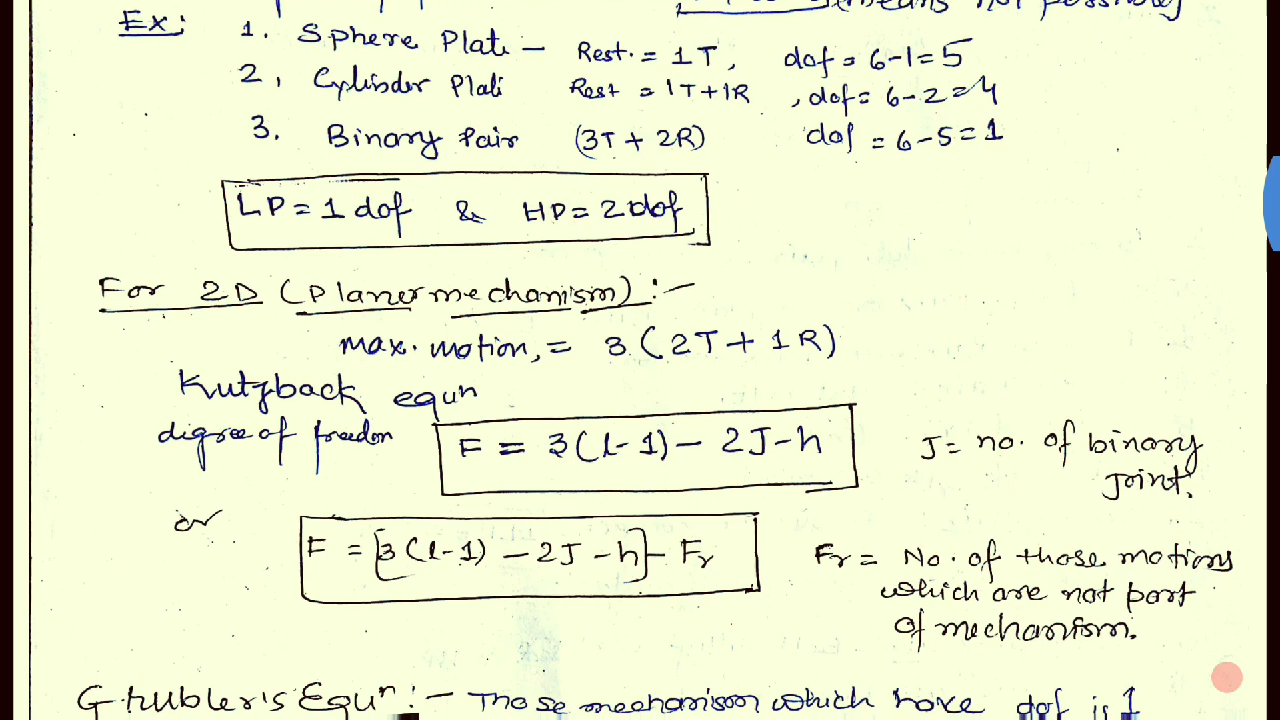 means not possible
Ex: 1. Sphere Plate - Rest. = 1T, dof = 6-1=5
2, Cylinder Plate Rest = 1T+1R, dof = 6-2=4
3. Binary Pair (3T + 2R) dof = 6-5=1
LP = 1 dof & HP = 2 dof
For 2D (Planer mechanism) :-
max. motion, = 3 (2T + 1R)
Kutzback equn
degree of freedom F = 3(l-1) - 2J-h J = no. of binary
Joint.
or F = [3(l-1) - 2J - h] - Fr Fr = No. of those motions
which are not part
of mechanism.
Grubler's Equn :- Those mechanism which have dof is 1